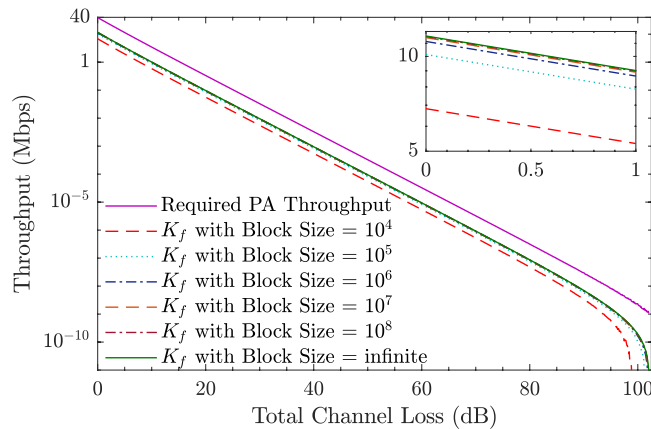 40
1
10^{-5}
10^{-10}
Throughput (Mbps)
10
5
0
0.5
1
Required PA Throughput
K_f with Block Size = 10^4
K_f with Block Size = 10^5
K_f with Block Size = 10^6
K_f with Block Size = 10^7
K_f with Block Size = 10^8
K_f with Block Size = infinite
0
20
40
60
80
100
Total Channel Loss (dB)